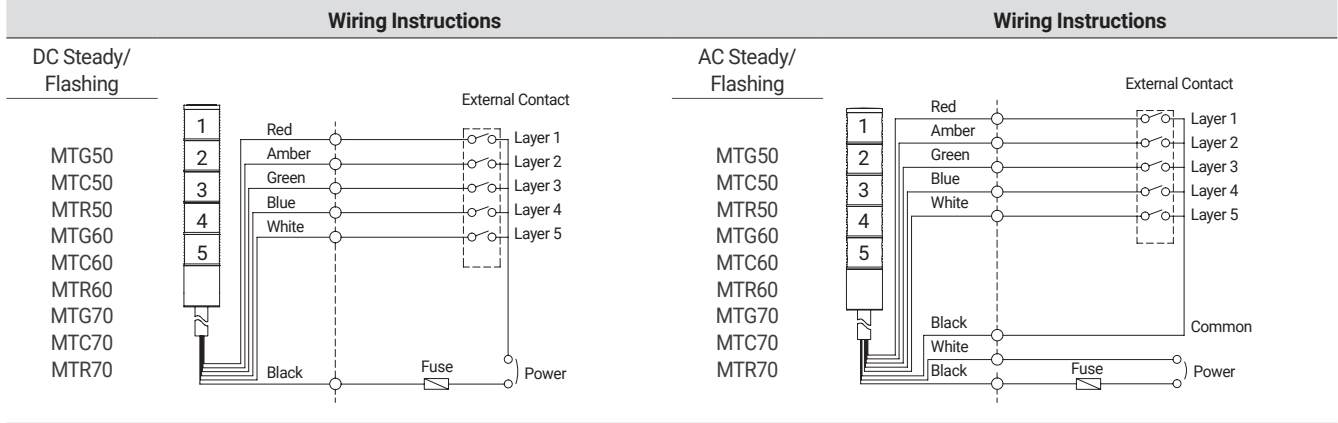 Wiring Instructions
DC Steady/
Flashing
MTG50
MTC50
MTR50
MTG60
MTC60
MTR60
MTG70
MTC70
MTR70
External Contact
1
2
3
4
5
Red
Amber
Green
Blue
White
Layer 1
Layer 2
Layer 3
Layer 4
Layer 5
Black
Fuse
Power
Wiring Instructions
AC Steady/
Flashing
MTG50
MTC50
MTR50
MTG60
MTC60
MTR60
MTG70
MTC70
MTR70
External Contact
1
2
3
4
5
Red
Amber
Green
Blue
White
Layer 1
Layer 2
Layer 3
Layer 4
Layer 5
Black
Common
White
Black
Fuse
Power